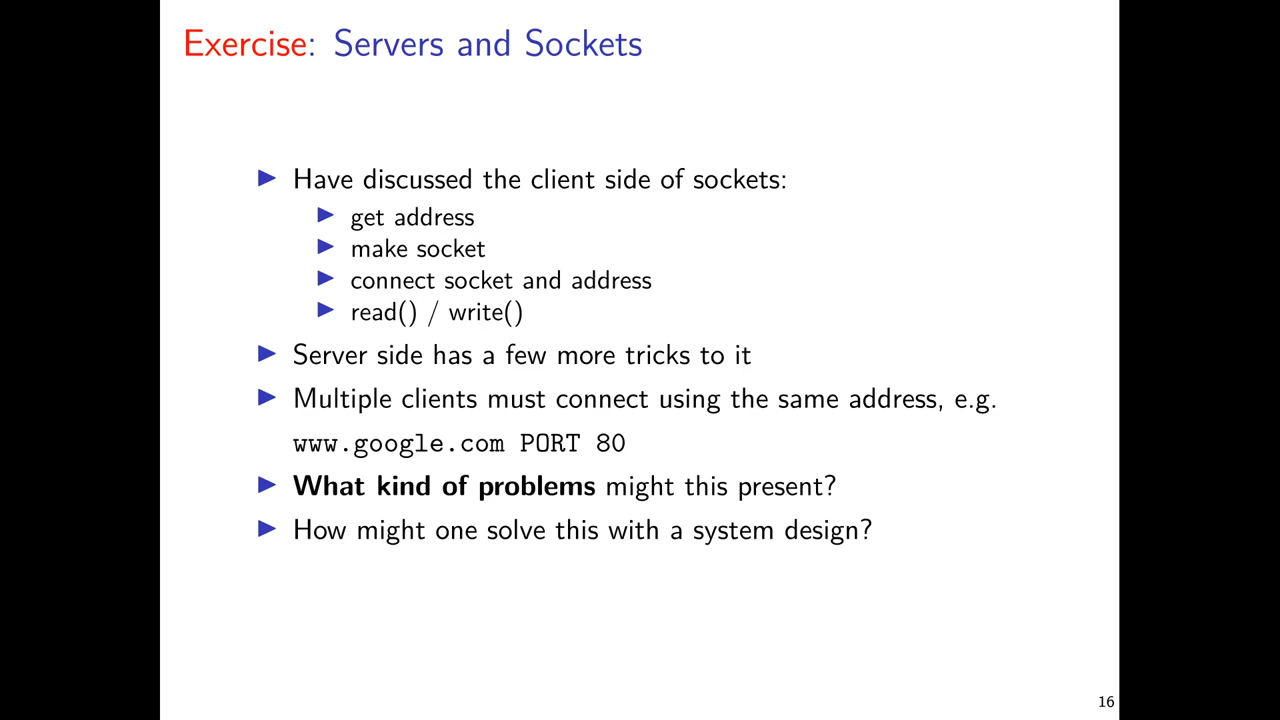 Exercise: Servers and Sockets
Have discussed the client side of sockets:
get address
make socket
connect socket and address
read() / write()
Server side has a few more tricks to it
Multiple clients must connect using the same address, e.g.
www.google.com PORT 80
What kind of problems might this present?
How might one solve this with a system design?
16